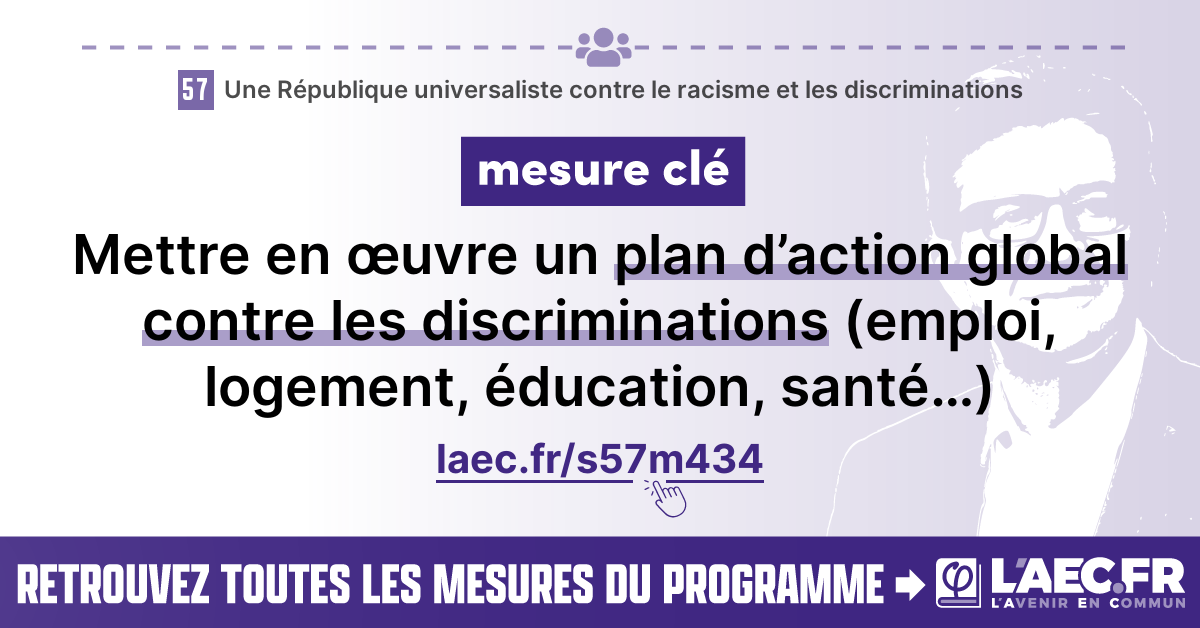 57 Une République universaliste contre le racisme et les discriminations
mesure clé
Mettre en œuvre un plan d’action global
contre les discriminations (emploi,
logement, éducation, santé…)
laec.fr/s57m434
RETROUVEZ TOUTES LES MESURES DU PROGRAMME φ L'AEC.FR
L'AVENIR EN COMMUN